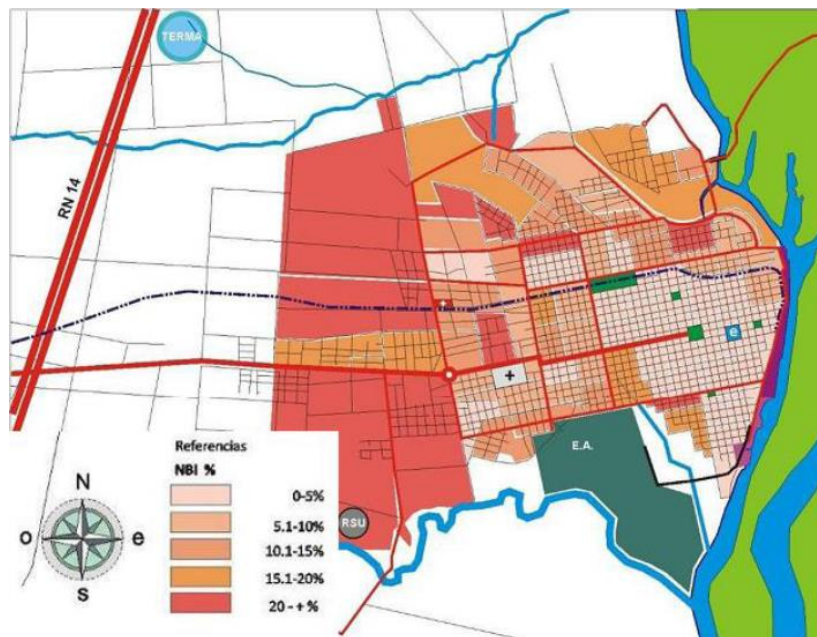 TERMA
RN 14
e
+
+
E.A.
RSU
Referencias
NBI %
0-5%
5.1-10%
10.1-15%
15.1-20%
20 - + %
N
o e
s